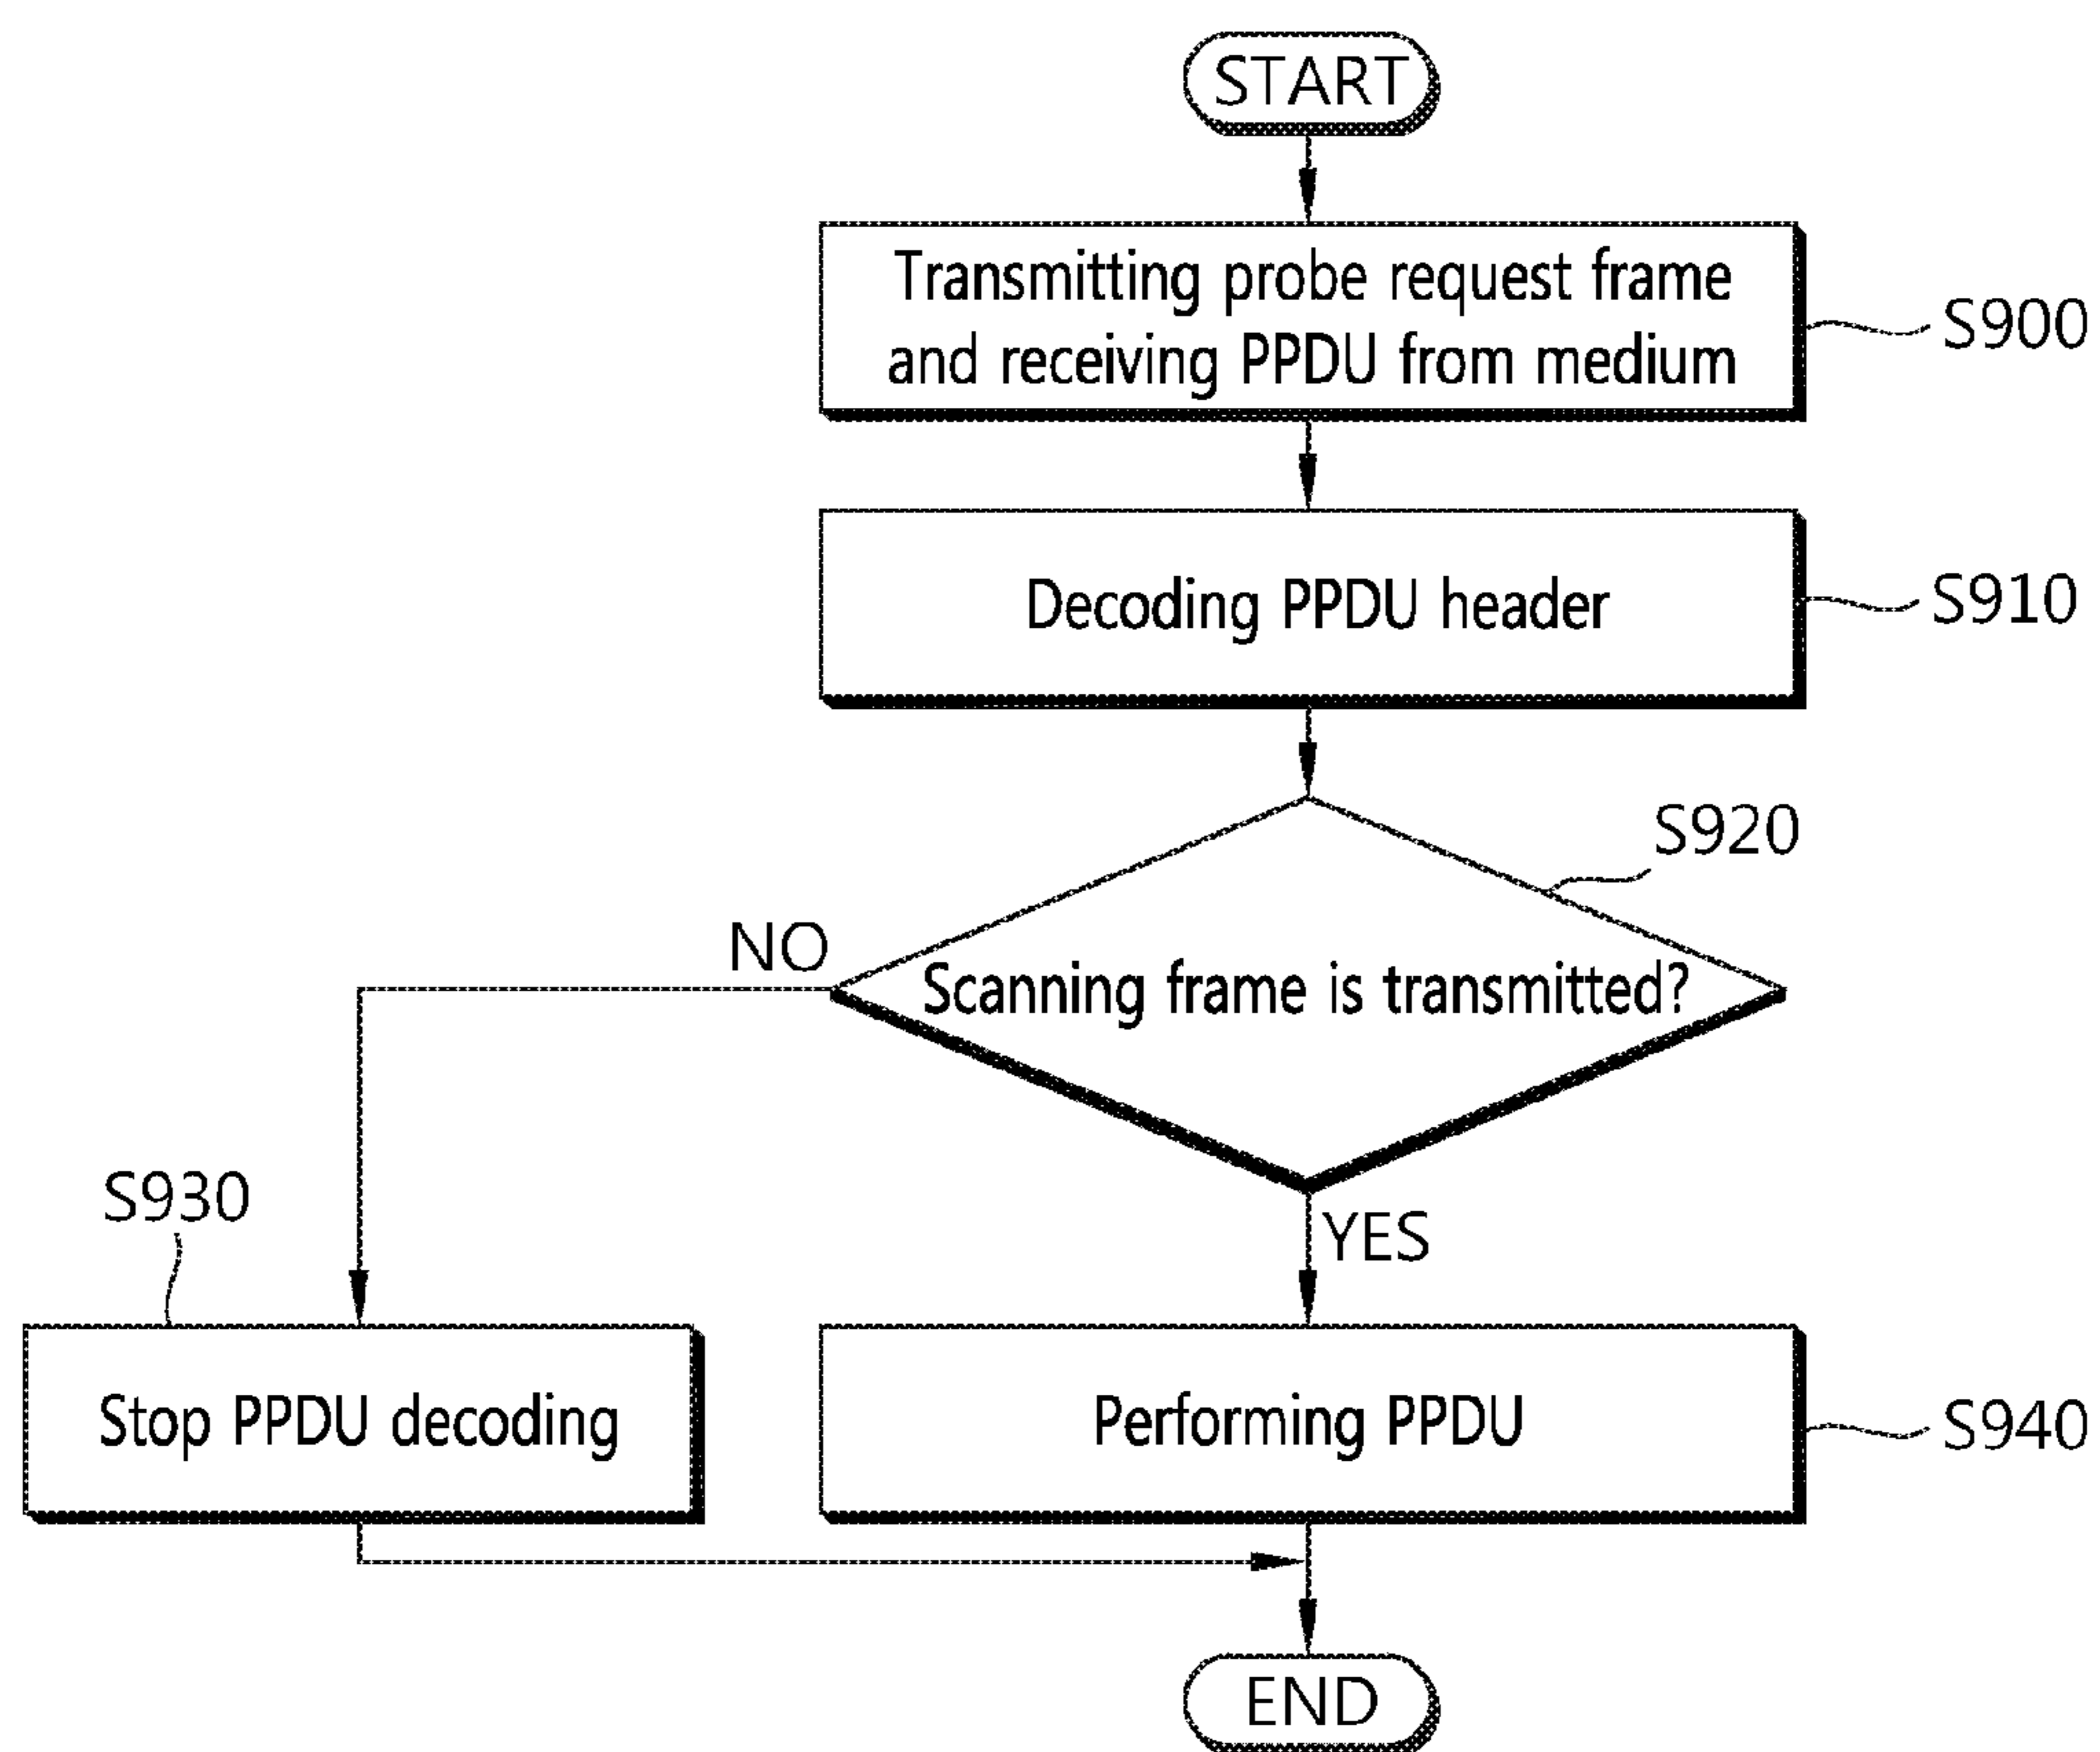 START
Transmitting probe request frame
and receiving PPDU from medium
S900
Decoding PPDU header
S910
S920
NO
Scanning frame is transmitted?
S930
YES
Stop PPDU decoding
Performing PPDU
S940
END